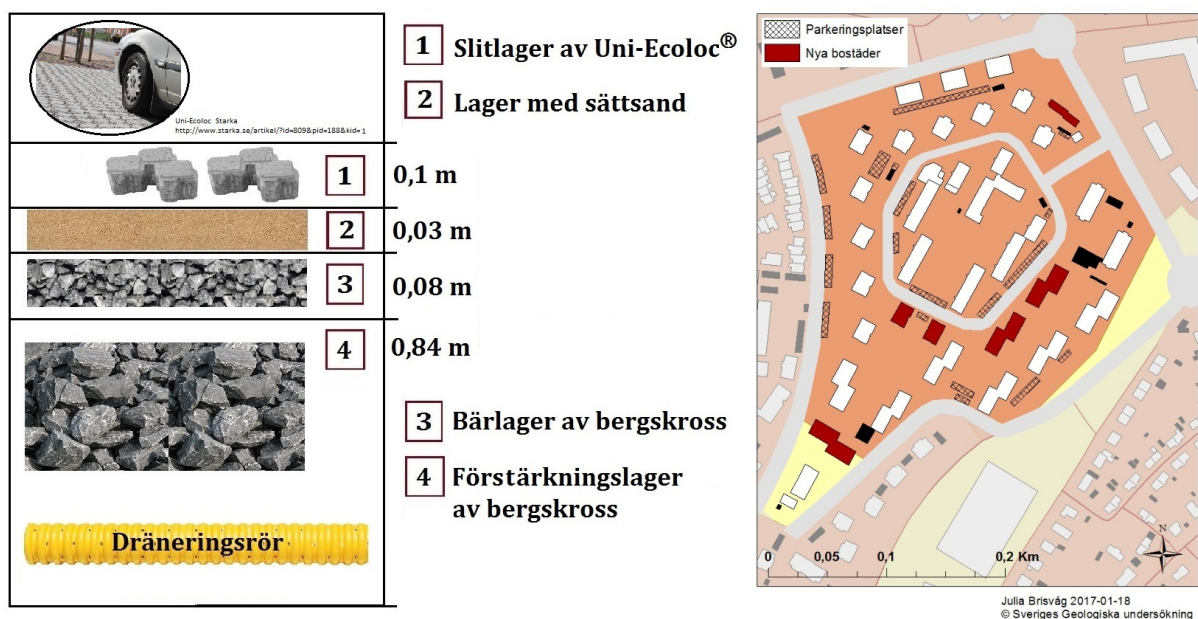 1 Slitlager av Uni-Ecoloc®
2 Lager med sättsand
Uni-Ecoloc Starka
http://www.starka.se/artikel/?id=809&pid=188&kid=1
1 0,1 m
2 0,03 m
3 0,08 m
4 0,84 m
3 Bärlager av bergskross
4 Förstärkningslager
av bergskross
Dräneringsrör
Parkeringsplatser
Nya bostäder
0 0,05 0,1 0,2 Km
N
Julia Brisvåg 2017-01-18
© Sveriges Geologiska undersökning